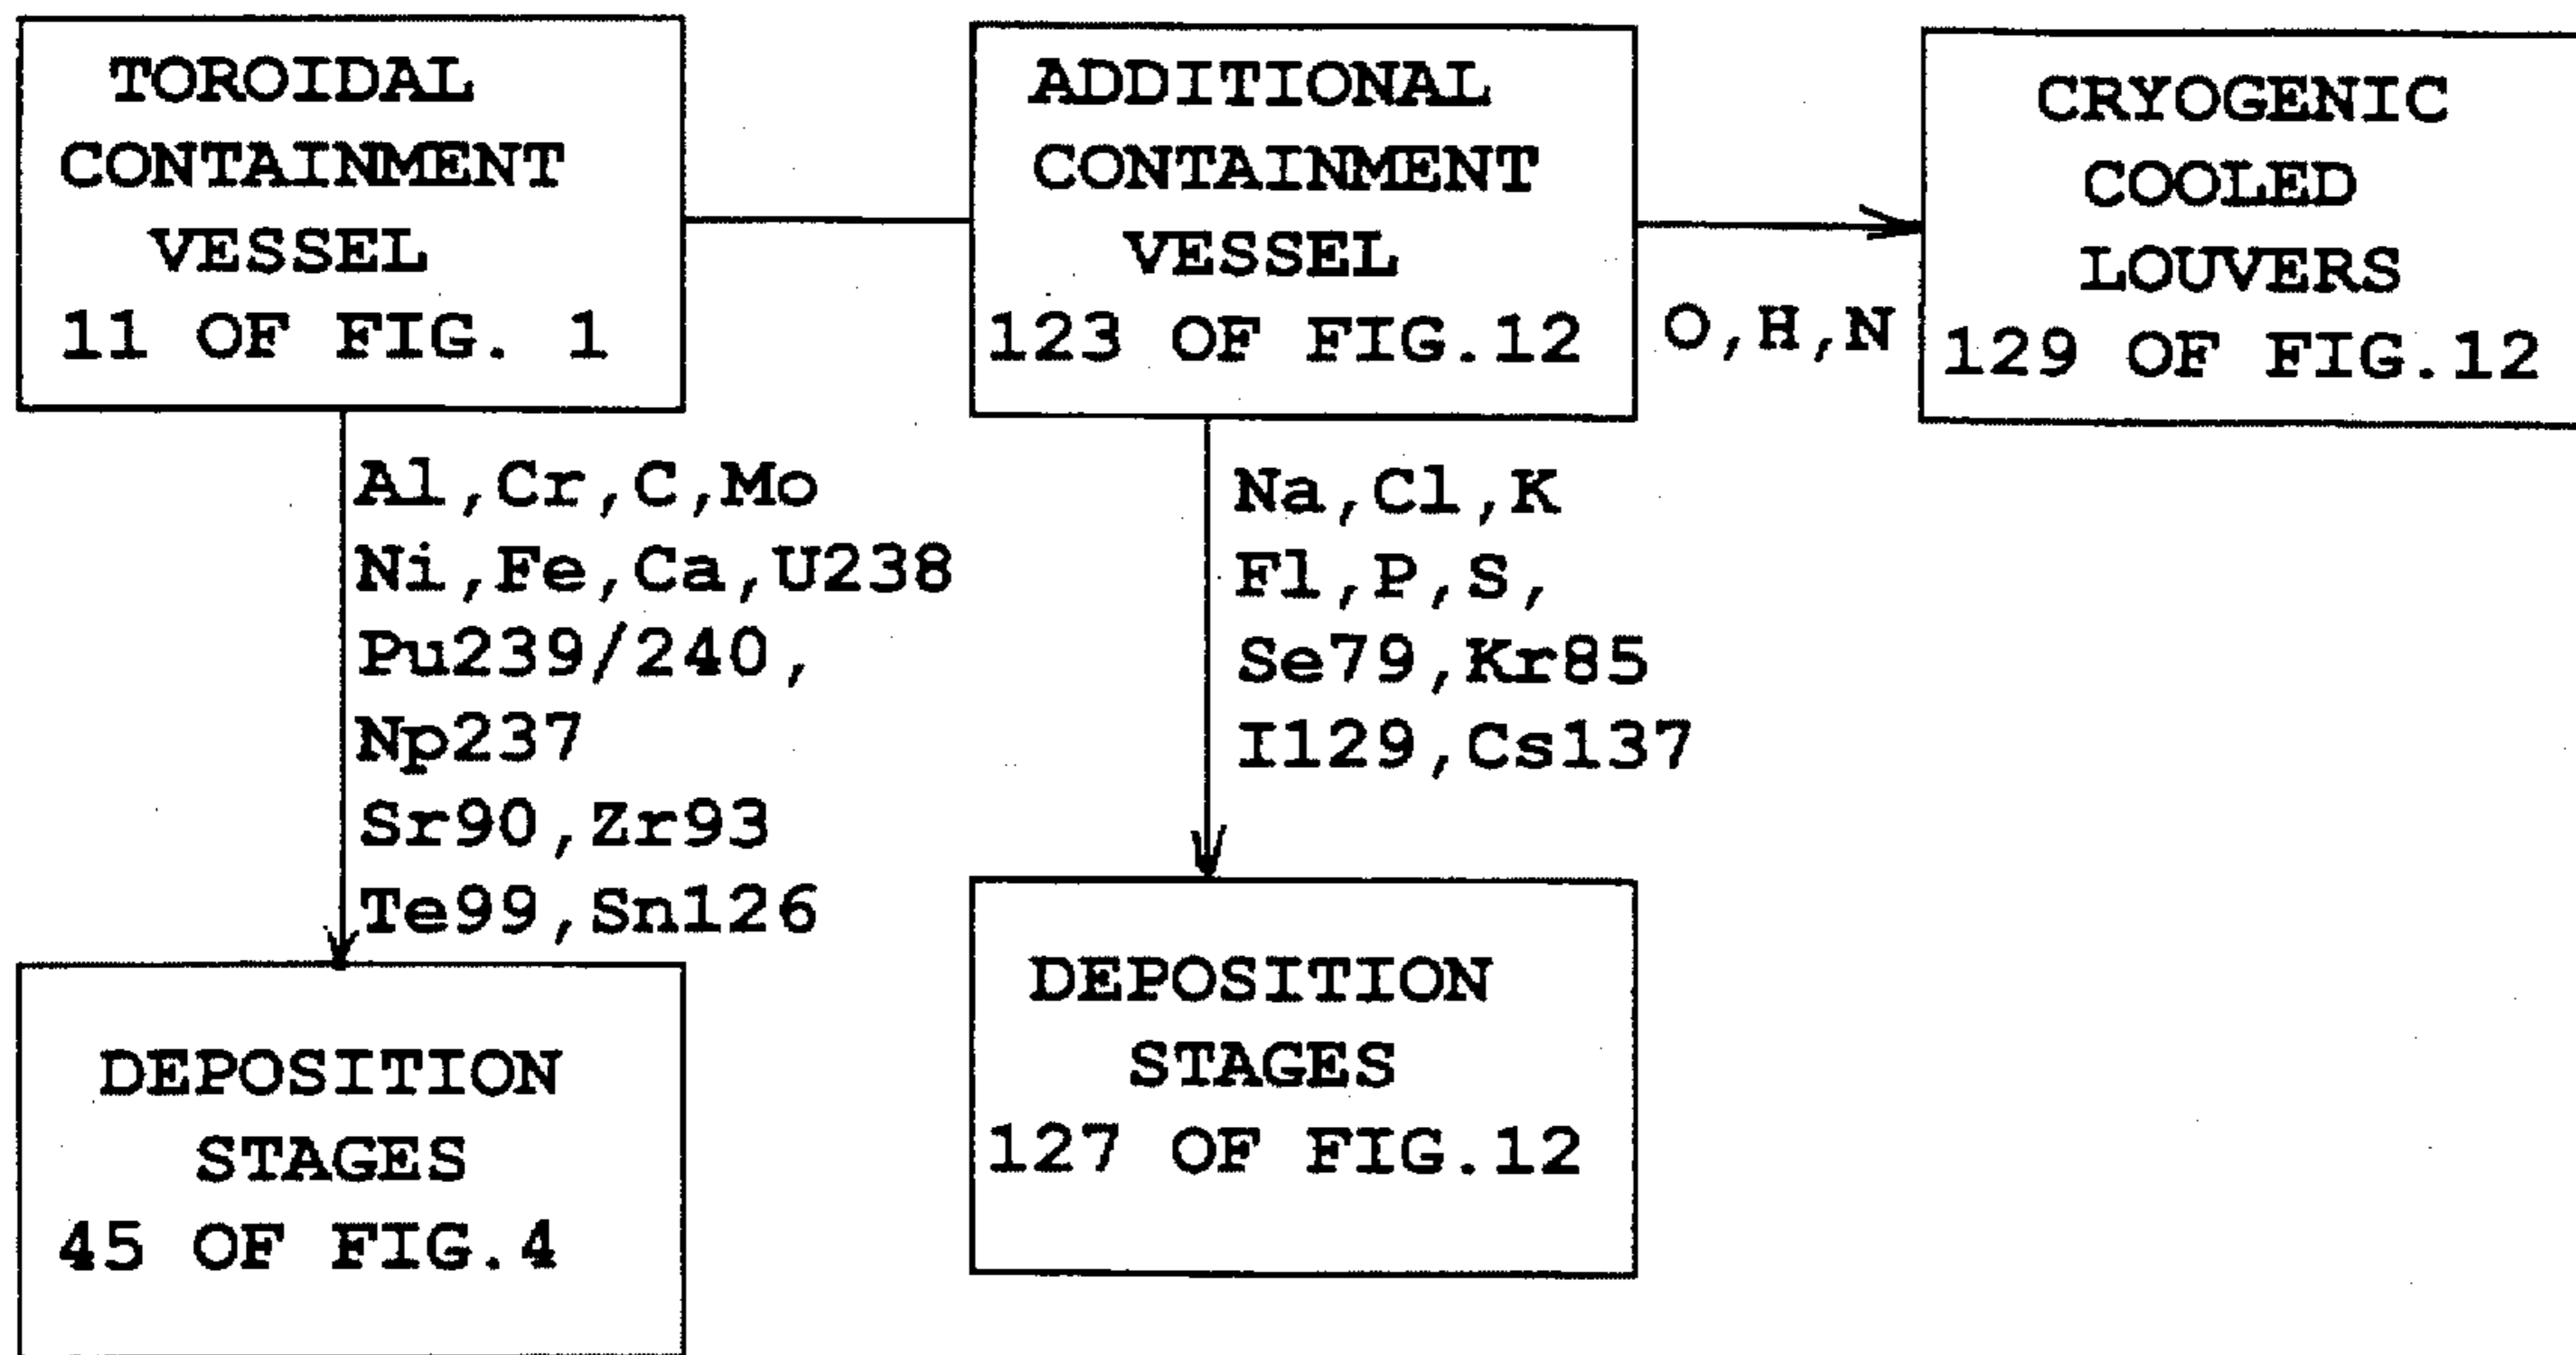 TOROIDAL
CONTAINMENT
VESSEL
11 OF FIG. 1
ADDITIONAL
CONTAINMENT
VESSEL
123 OF FIG.12
O,H,N
CRYOGENIC
COOLED
LOUVERS
129 OF FIG.12
Al,Cr,C,Mo
Ni,Fe,Ca,U238
Pu239/240,
Np237
Sr90,Zr93
Te99,Sn126
Na,Cl,K
Fl,P,S,
Se79,Kr85
I129,Cs137
DEPOSITION
STAGES
45 OF FIG.4
DEPOSITION
STAGES
127 OF FIG.12